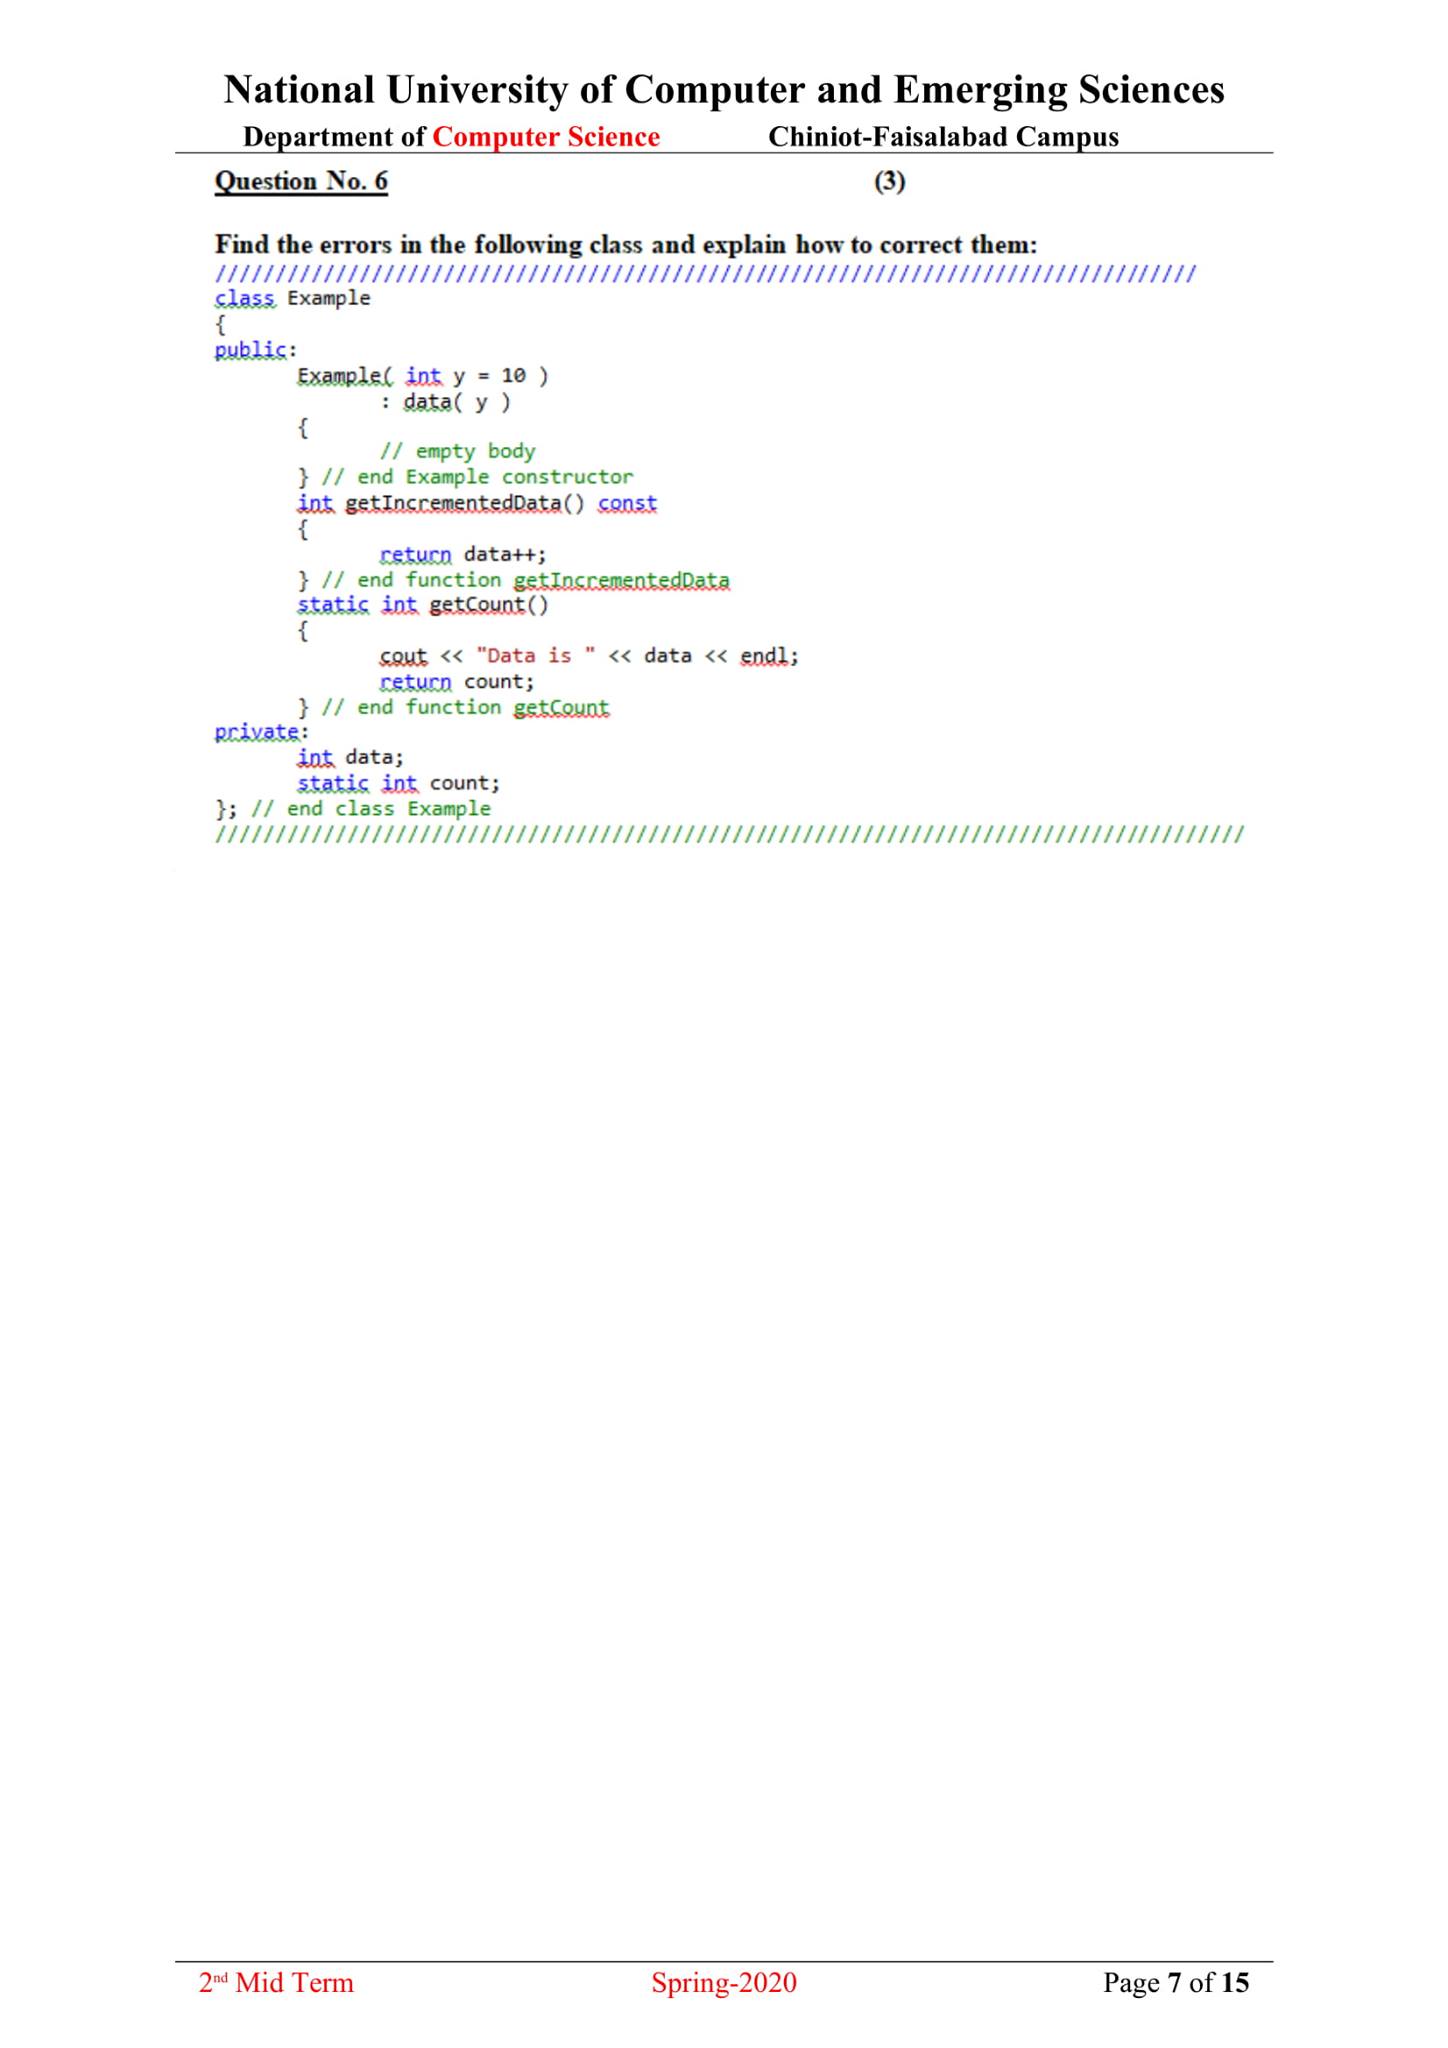 National University of Computer and Emerging Sciences
Department of Computer Science Chiniot-Faisalabad Campus
Question No. 6 (3)
Find the errors in the following class and explain how to correct them:
//////////////////////////////////////////////////////////////////////////////////
class Example
{
public:
Example( int y = 10 )
: data( y )
{
// empty body
} // end Example constructor
int getIncrementedData() const
{
return data++;
} // end function getIncrementedData
static int getCount()
{
cout << "Data is " << data << endl;
return count;
} // end function getCount
private:
int data;
static int count;
}; // end class Example
//////////////////////////////////////////////////////////////////////////////////////
2nd Mid Term Spring-2020 Page 7 of 15